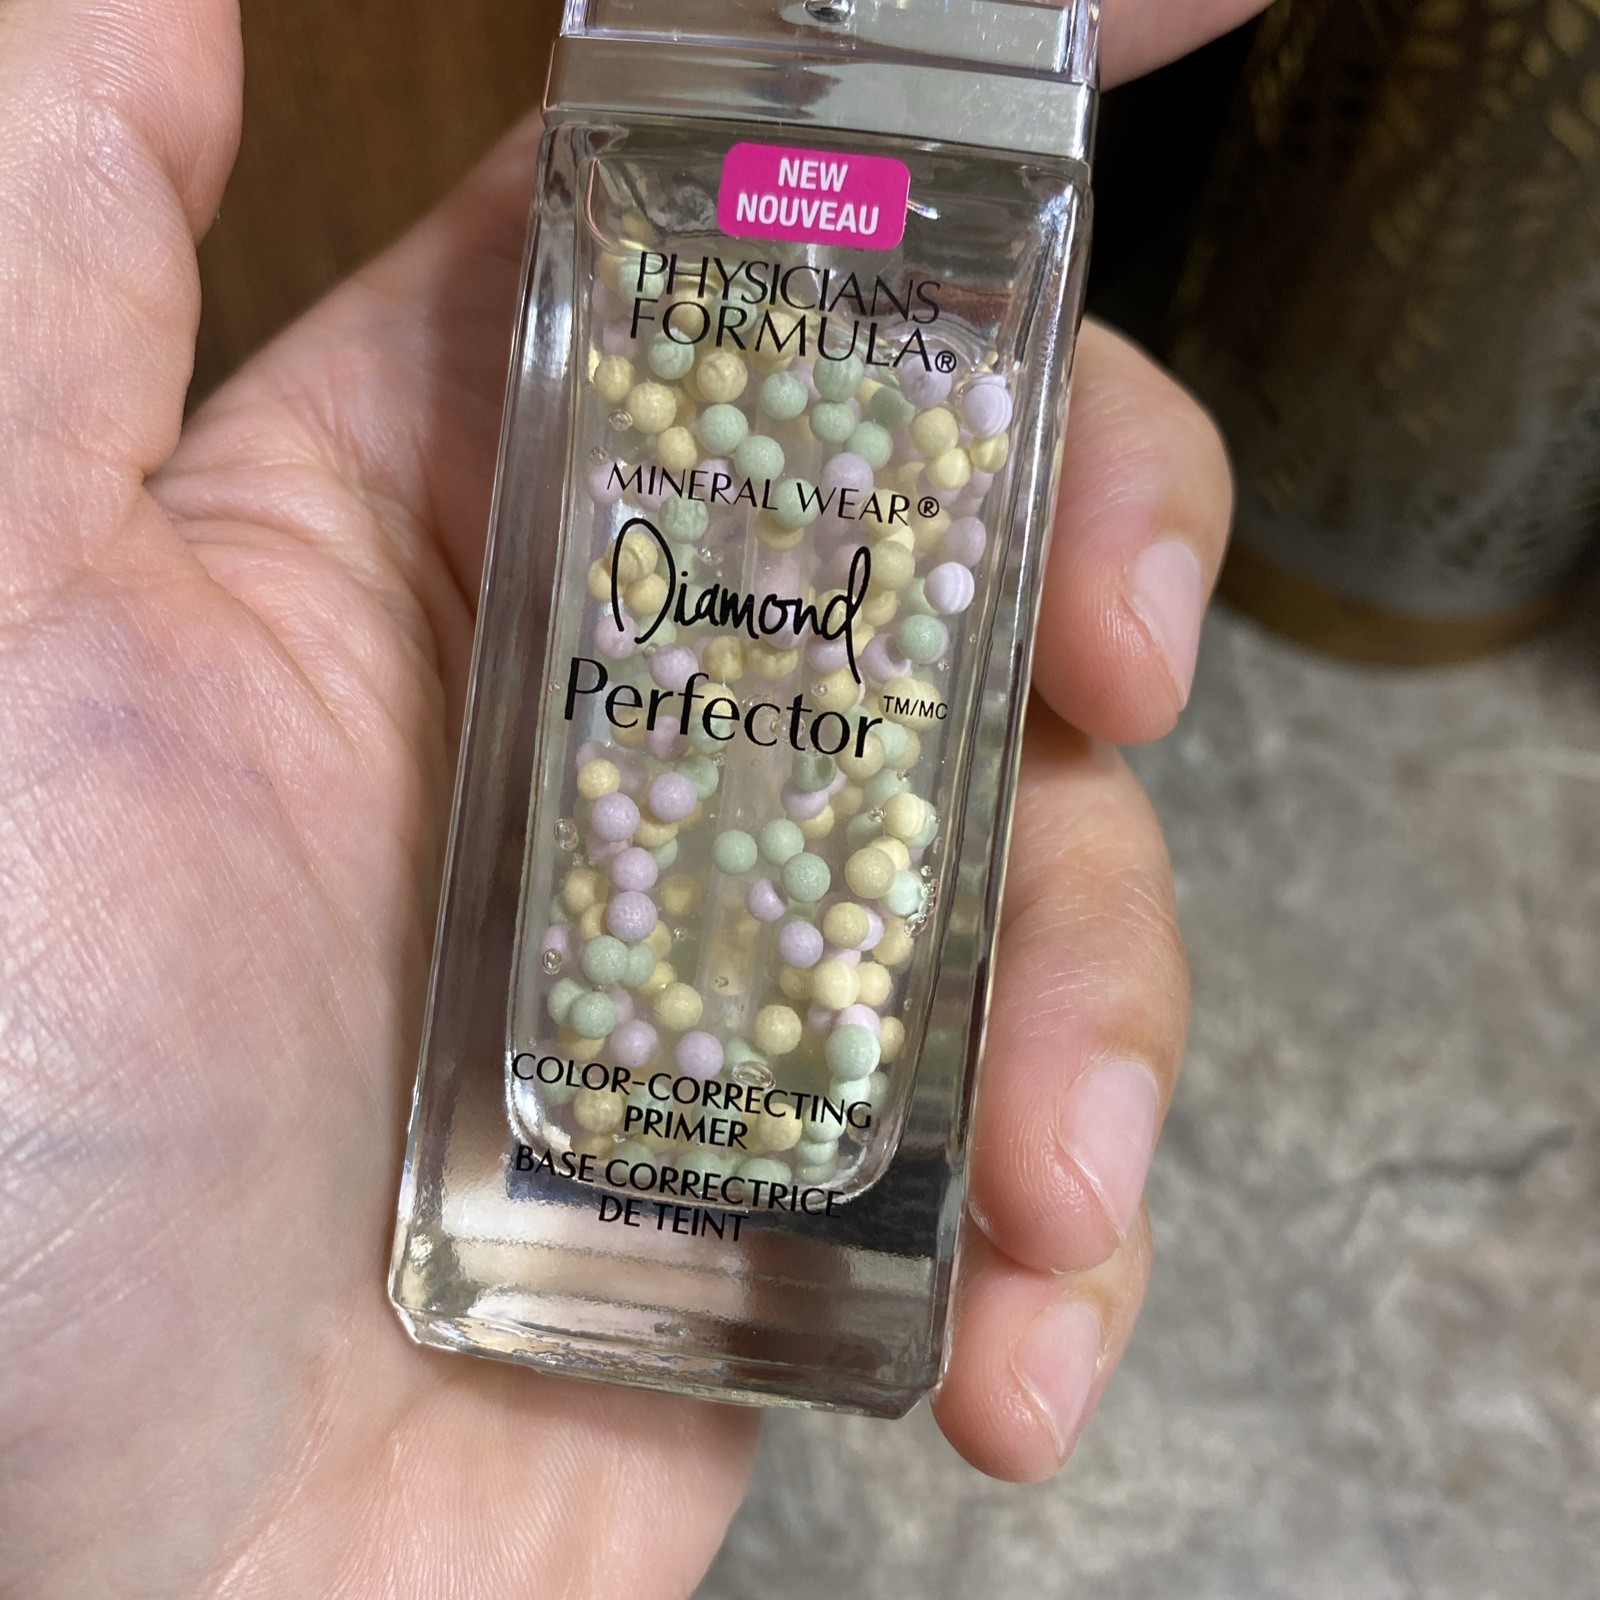 NEW
NOUVEAU
PHYSICIANS
FORMULA®
MINERAL WEAR®
Diamond
Perfector™/MC
COLOR-CORRECTING
PRIMER
BASE CORRECTRICE
DE TEINT